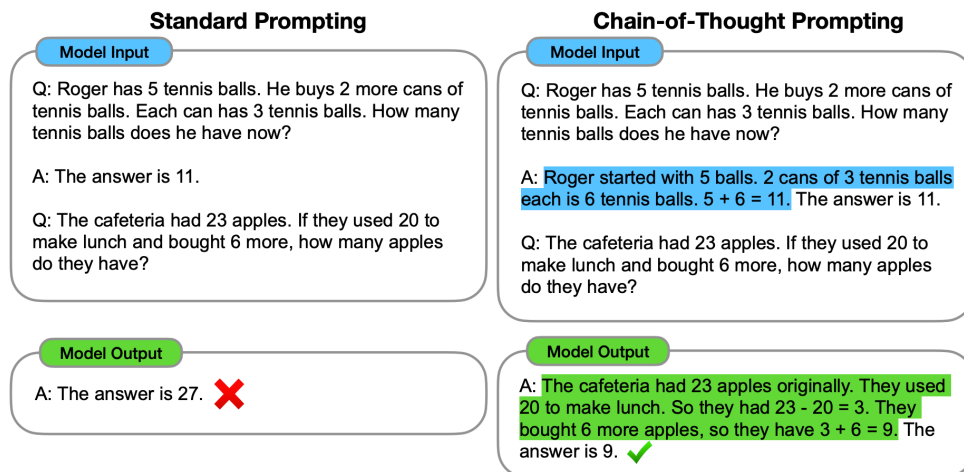 Standard Prompting
Model Input
Q: Roger has 5 tennis balls. He buys 2 more cans of
tennis balls. Each can has 3 tennis balls. How many
tennis balls does he have now?
A: The answer is 11.
Q: The cafeteria had 23 apples. If they used 20 to
make lunch and bought 6 more, how many apples
do they have?
Model Output
A: The answer is 27.
Chain-of-Thought Prompting
Model Input
Q: Roger has 5 tennis balls. He buys 2 more cans of
tennis balls. Each can has 3 tennis balls. How many
tennis balls does he have now?
A: Roger started with 5 balls. 2 cans of 3 tennis balls
each is 6 tennis balls. 5 + 6 = 11. The answer is 11.
Q: The cafeteria had 23 apples. If they used 20 to
make lunch and bought 6 more, how many apples
do they have?
Model Output
A: The cafeteria had 23 apples originally. They used
20 to make lunch. So they had 23 - 20 = 3. They
bought 6 more apples, so they have 3 + 6 = 9. The
answer is 9.